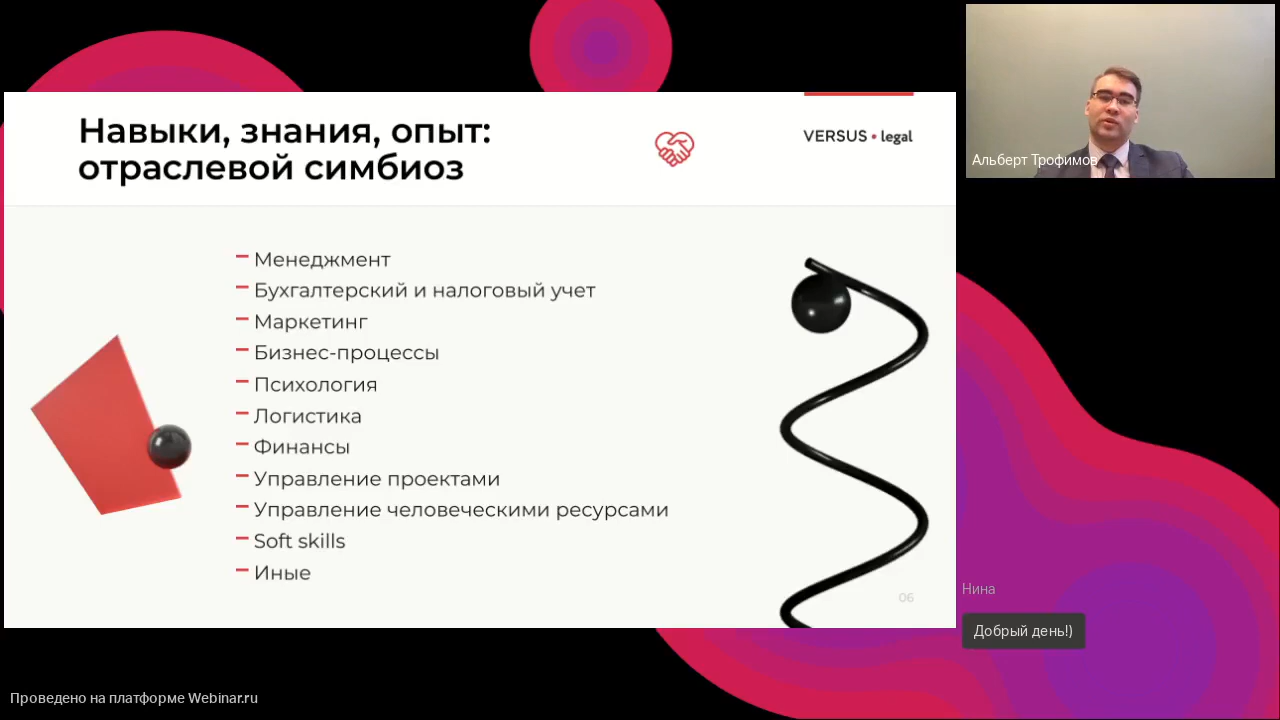 Навыки, знания, опыт:
отраслевой симбиоз
VERSUS • legal
Менеджмент
Бухгалтерский и налоговый учет
Маркетинг
Бизнес-процессы
Психология
Логистика
Финансы
Управление проектами
Управление человеческими ресурсами
Soft skills
Иные
06
Альберт Трофимов
Нина
Добрый день!)
Проведено на платформе Webinar.ru